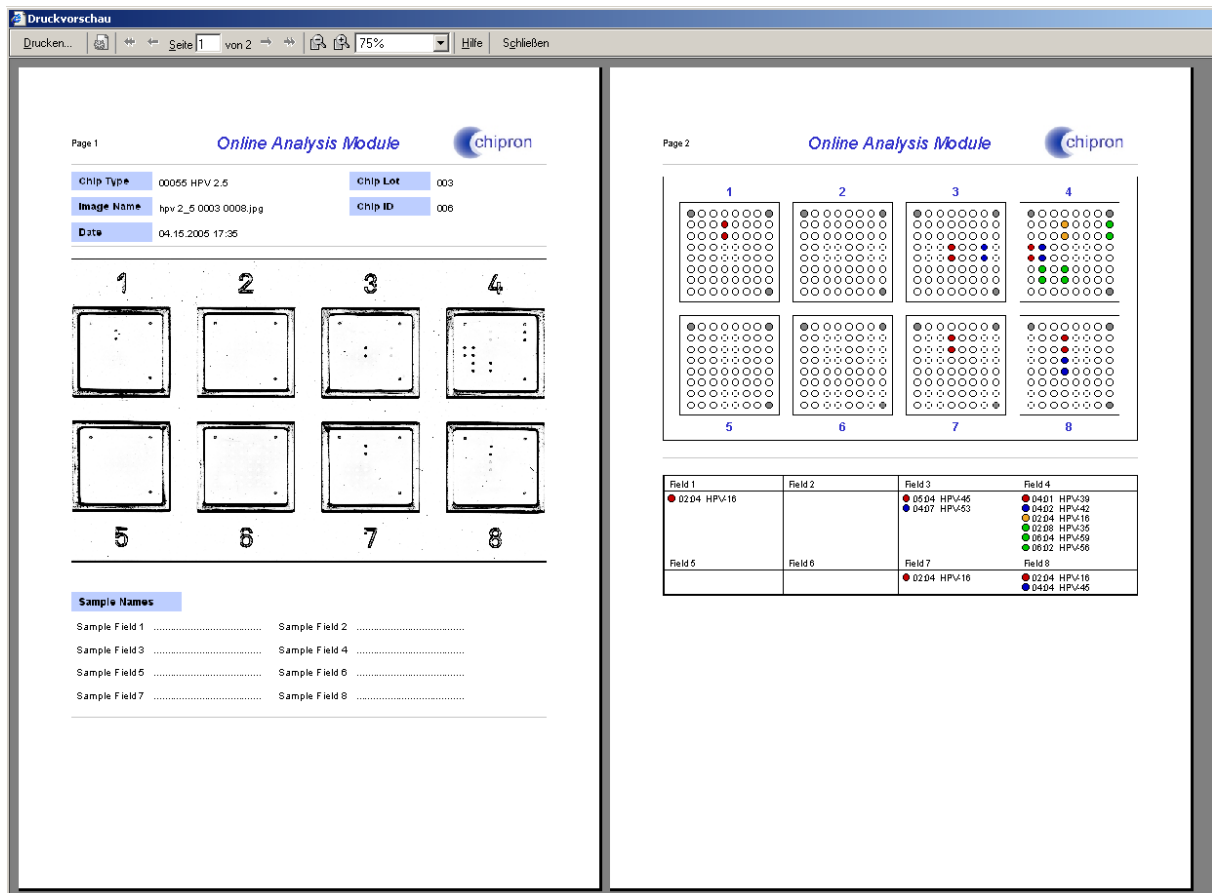 Druckvorschau
Drucken... Seite 1 von 2 75% Hilfe Schließen
Page 1 Online Analysis Module chipron
Chip Type 00055 HPV 2.5 Chip Lot 003
Image Name hpv 2_5 0003 0008.jpg Chip ID 006
Date 04.15.2005 17:35
1 2 3 4
5 6 7 8
Sample Names
Sample Field 1 ..................................... Sample Field 2 .....................................
Sample Field 3 ..................................... Sample Field 4 .....................................
Sample Field 5 ..................................... Sample Field 6 .....................................
Sample Field 7 ..................................... Sample Field 8 .....................................
Page 2 Online Analysis Module chipron
1 2 3 4
5 6 7 8
Field 1 Field 2 Field 3 Field 4
02:04 HPV-16 05:04 HPV-45 04:01 HPV-39
04:07 HPV-53 04:02 HPV-42
02:04 HPV-16
02:08 HPV-35
06:04 HPV-59
06:02 HPV-56
Field 5 Field 6 Field 7 Field 8
02:04 HPV-16 02:04 HPV-16
04:04 HPV-45